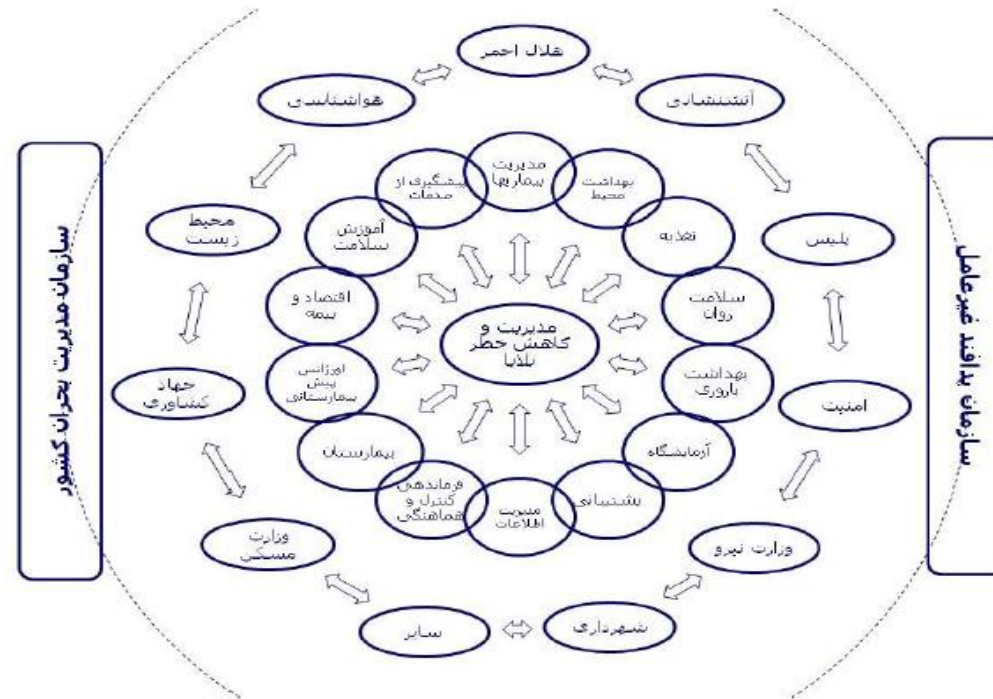 هلال احمر
هواشناسی
آتشنشانی
مدیریت
بیماریها
پیشگیری از
صدمات
بهداشت
محیط
آموزش
سلامت
تغذیه
محیط
زیست
پلیس
اقتصاد و
بیمه
سلامت
روان
مدیریت و
کاهش خطر
بلایا
اورژانس
پیش
بیمارستانی
بهداشت
باروری
جهاد
کشاورزی
امنیت
بیمارستان
آزمایشگاه
فرماندهی
کنترل و
هماهنگی
مدیریت
اطلاعات
پشتیبانی
وزارت
مسکن
وزارت نیرو
سایر
شهرداری
سازمان مدیریت بحران کشور
سازمان پدافند غیرعامل